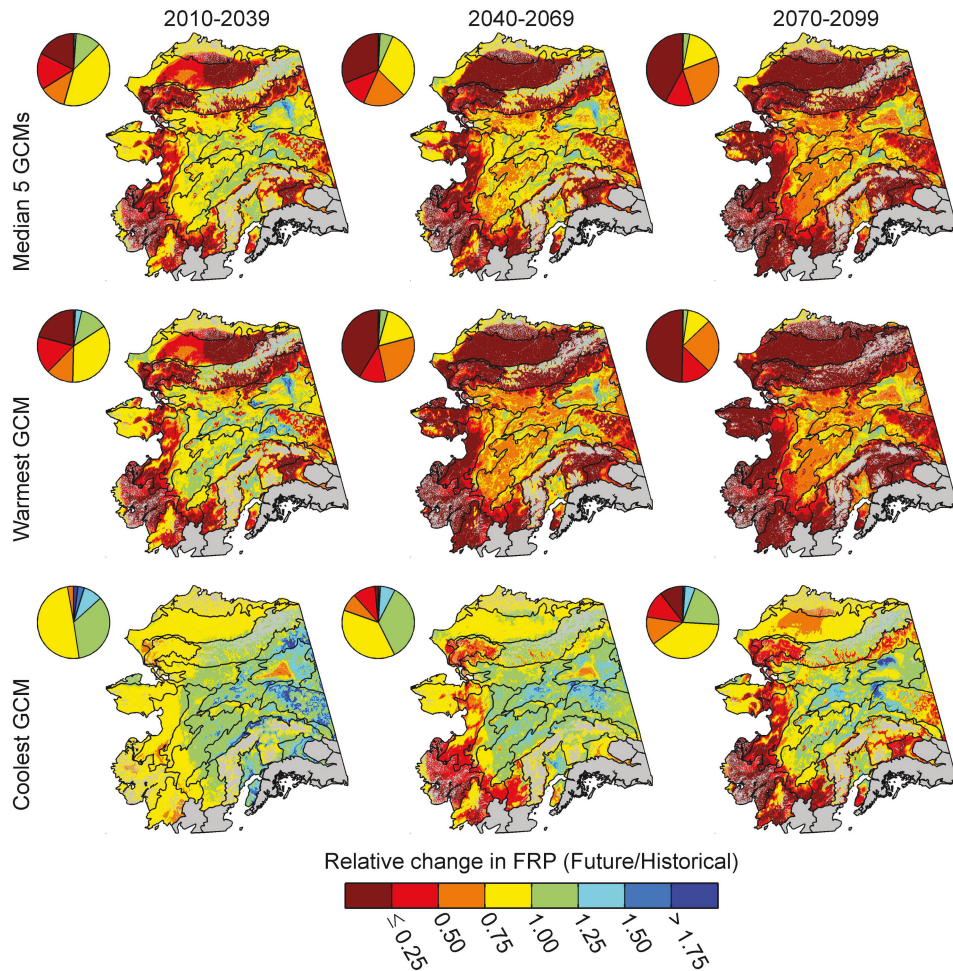 2010-2039
2040-2069
2070-2099
Median 5 GCMs
Warmest GCM
Coolest GCM
Relative change in FRP (Future/Historical)
≤ 0.25
0.50
0.75
1.00
1.25
1.50
> 1.75